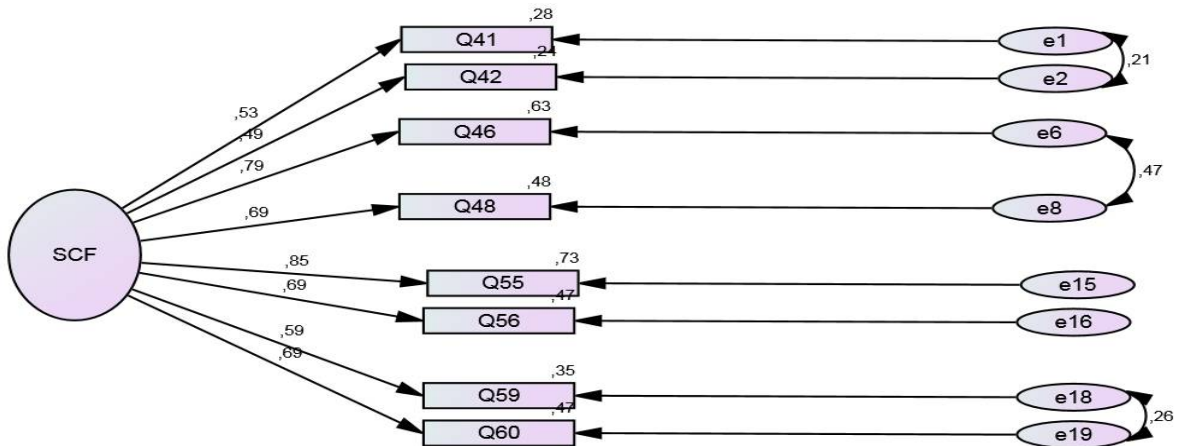 ,28
Q41
e1
,21
,24
Q42
e2
,53
,49
,63
Q46
e6
,79
,47
,48
Q48
e8
,69
SCF
,73
Q55
e15
,85
,69
,47
Q56
e16
,59
,69
,35
Q59
e18
,26
,47
Q60
e19